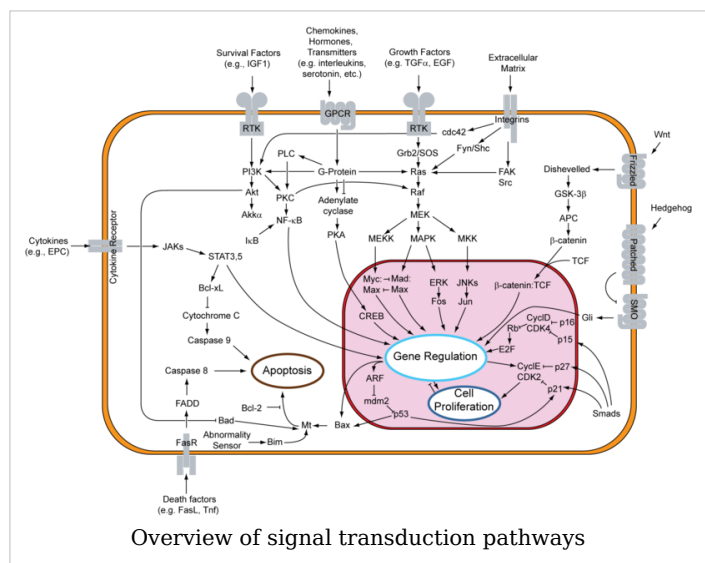 Chemokines,
Hormones,
Transmitters
(e.g. interleukins,
serotonin, etc.)
Survival Factors
(e.g., IGF1)
Growth Factors
(e.g. TGFα, EGF)
Extracellular
Matrix
GPCR
RTK
RTK
Integrins
cdc42
Wnt
Fyn/Shc
Grb2/SOS
PLC
PI3K
G-Protein
Ras
FAK
Src
Dishevelled
Frizzled
GSK-3β
Akt
PKC
Raf
Adenylate
cyclase
APC
Hedgehog
Akkα
NF-κB
MEK
IκB
PKA
β-catenin
Patched
Cytokines
(e.g., EPC)
Cytokine Receptor
JAKs
STAT3,5
MEKK
MAPK
MKK
TCF
Bcl-xL
Myc:
Max
Mad:
Max
ERK
Fos
JNKs
Jun
β-catenin:TCF
SMO
Cytochrome C
CREB
Gli
CycID
CDK4
p16
p15
Rb
E2F
Caspase 9
Gene Regulation
Caspase 8
Apoptosis
ARF
CyclE
CDK2
p27
p21
Cell
Proliferation
FADD
Bcl-2
mdm2
p53
Smads
Bad
Mt
Bax
FasR
Abnormality
Sensor
Bim
Death factors
(e.g. FasL, Tnf)
Overview of signal transduction pathways